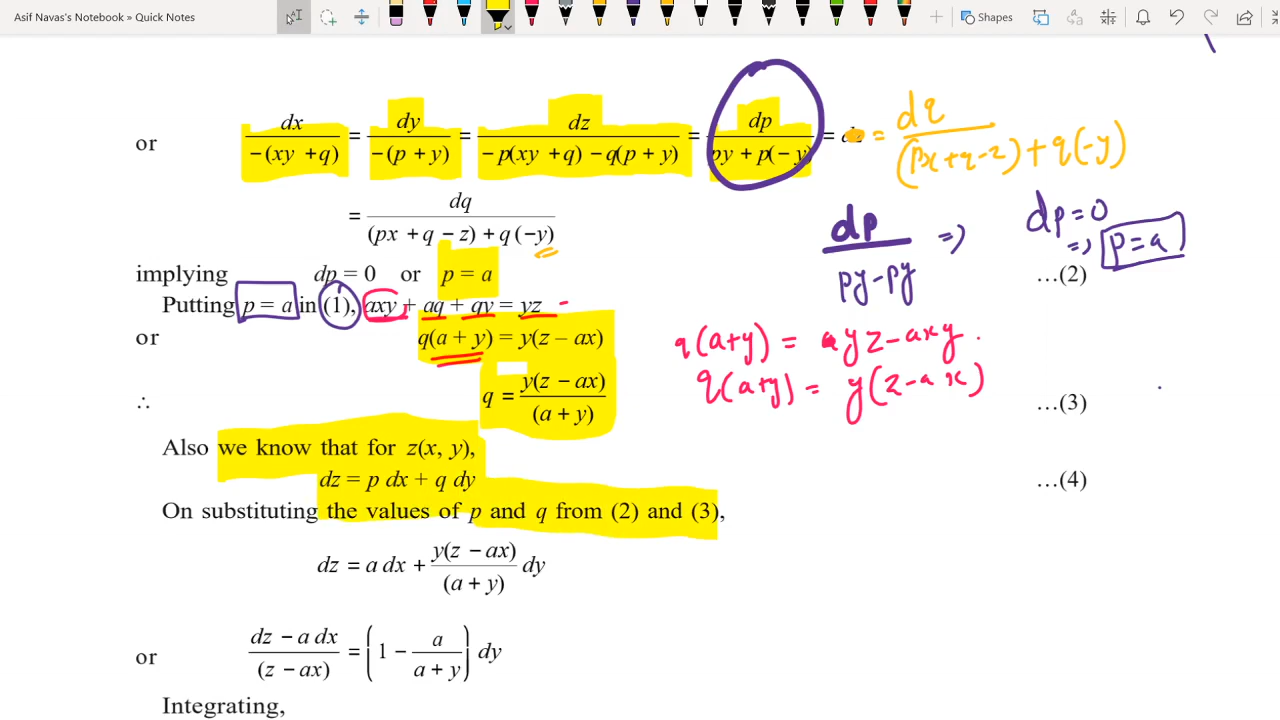 Asif Navas's Notebook » Quick Notes
Shapes
or dx/−(xy + q) = dy/−(p + y) = dz/−p(xy + q) − q(p + y) = dp/py + p(− y) = d = dq/(px+q-z)+q(-y)
= dq/(px + q − z) + q (−y)
dp/py-py => dp=0
=> p=a
implying dp = 0 or p = a ...(2)
Putting p = a in (1), axy + aq + qy = yz
or q(a + y) = y(z – ax)
q(a+y) = yz-axy.
q(a+y) = y(z-ax)
∴ q = y(z − ax)/(a + y) ...(3)
Also we know that for z(x, y),
dz = p dx + q dy ...(4)
On substituting the values of p and q from (2) and (3),
dz = a dx + y(z − ax)/(a + y) dy
or dz − a dx/(z − ax) = (1 − a/a + y) dy
Integrating,